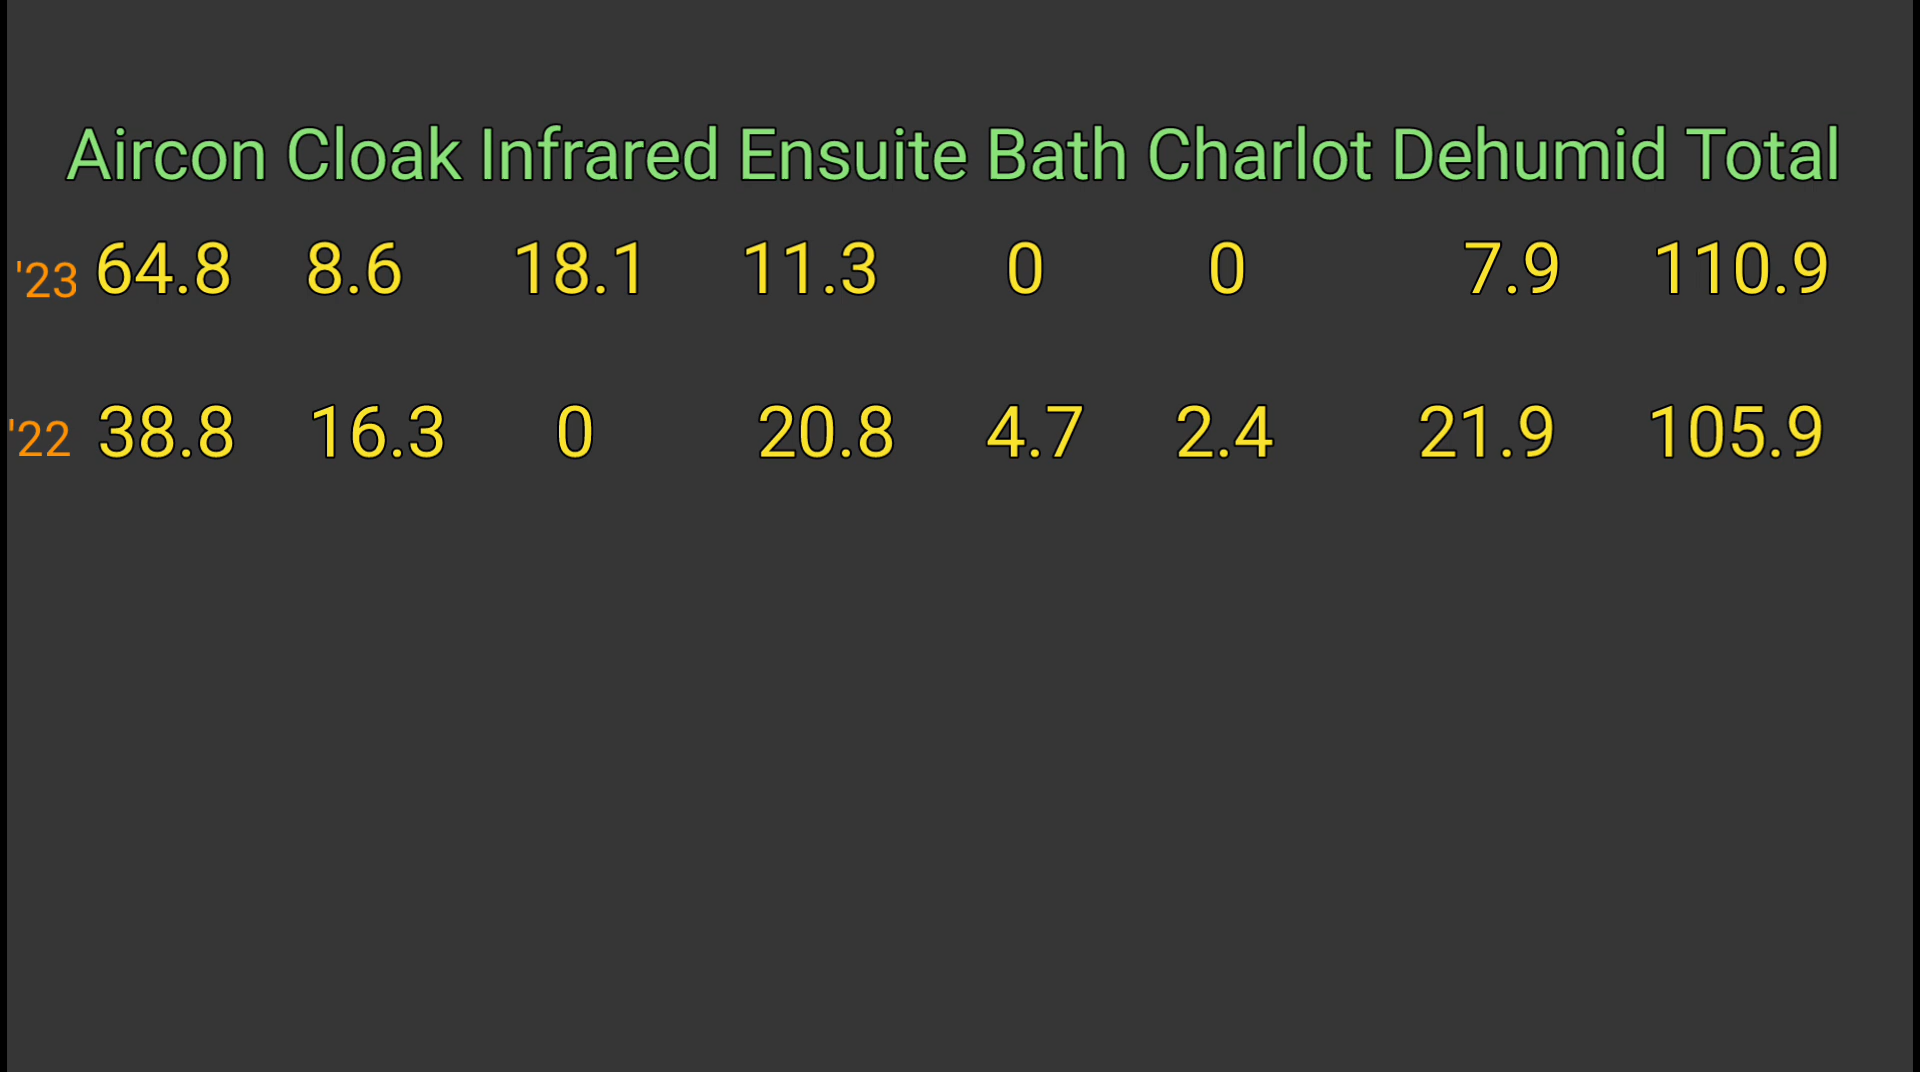 Aircon Cloak Infrared Ensuite Bath Charlot Dehumid Total
'23 64.8 8.6 18.1 11.3 0 0 7.9 110.9
'22 38.8 16.3 0 20.8 4.7 2.4 21.9 105.9